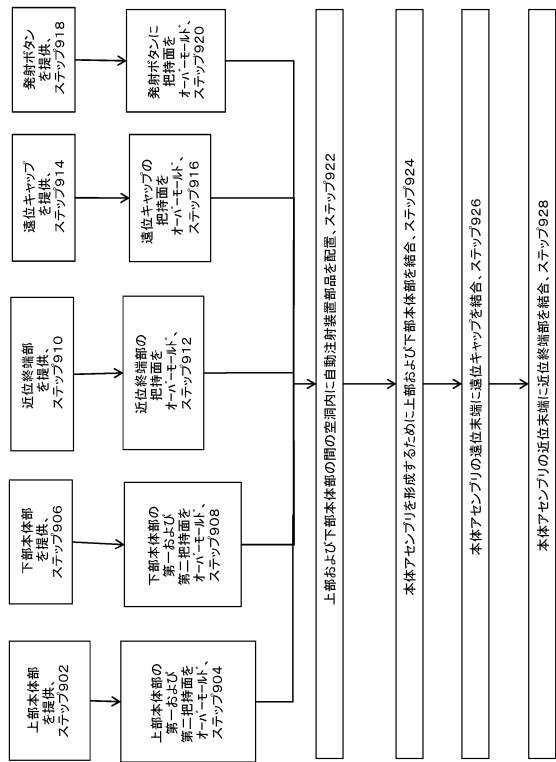 上部本体部
を提供、
ステップ902
上部本体部の
第一および
第二把持面を
オーバーモールド、
ステップ904
下部本体部
を提供、
ステップ906
下部本体部の
第一および
第二把持面を
オーバーモールド、
ステップ908
近位終端部
を提供、
ステップ910
近位終端部の
把持面を
オーバーモールド、
ステップ912
遠位キャップ
を提供、
ステップ914
遠位キャップの
把持面を
オーバーモールド、
ステップ916
発射ボタン
を提供、
ステップ918
発射ボタンに
把持面を
オーバーモールド、
ステップ920
上部および下部本体部の間の空洞内に自動注射装置部品を配置、ステップ922
本体アセンブリを形成するために上部および下部本体部を結合、ステップ924
本体アセンブリの遠位末端に遠位キャップを結合、ステップ926
本体アセンブリの近位末端に近位終端部を結合、ステップ928